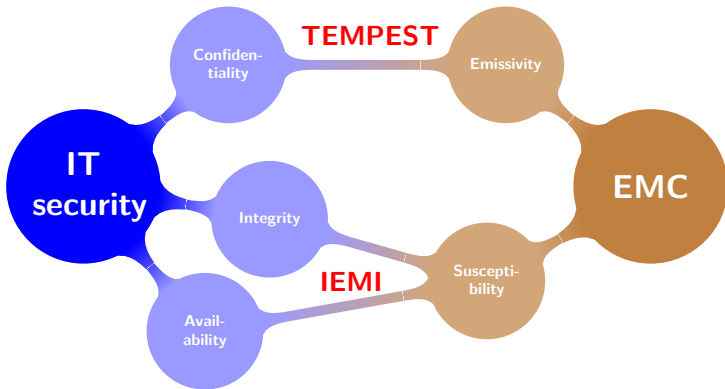 TEMPEST
Confiden-
tiality
Emissivity
IT
security
EMC
Integrity
IEMI
Suscepti-
bility
Avail-
ability